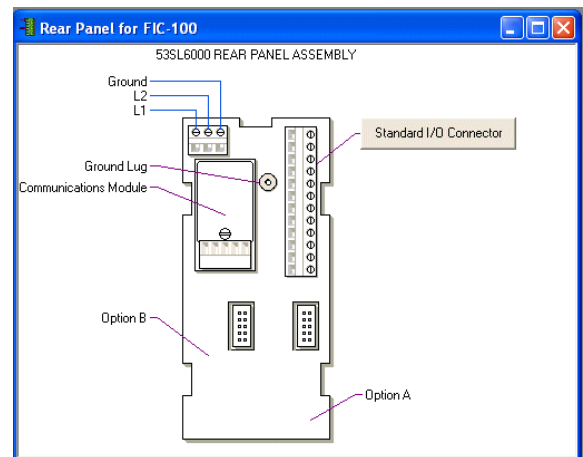 Rear Panel for FIC-100
53SL6000 REAR PANEL ASSEMBLY
Ground
L2
L1
Standard I/O Connector
Ground Lug
Communications Module
Option B
Option A